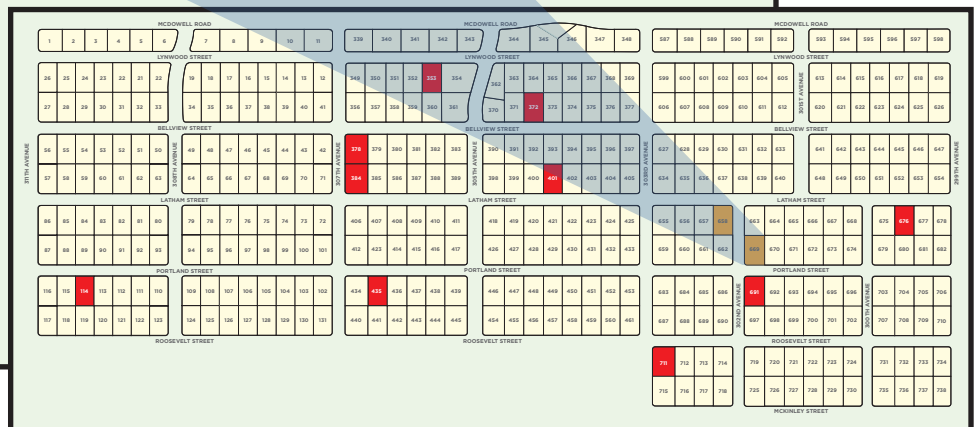 MCDOWELL ROAD MCDOWELL ROAD MCDOWELL ROAD
1 2 3 4 5 6 7 8 9 10 11 339 340 341 342 343 344 345 346 347 348 587 588 589 590 591 592 593 594 595 596 597 598
LYNWOOD STREET LYNWOOD STREET LYNWOOD STREET
26 25 24 23 22 21 22 19 18 17 16 15 14 13 12 349 350 351 352 353 354 362 363 364 365 366 367 368 369 598 600 601 602 603 604 605 613 614 615 616 617 618 619
27 28 29 30 31 32 33 34 35 36 37 38 39 40 41 356 357 358 359 360 361 370 371 372 373 374 375 376 377 606 607 608 609 610 611 612 620 621 622 623 624 625 626
301ST AVENUE
BELLVIEW STREET BELLVIEW STREET BELLVIEW STREET
56 55 54 53 52 51 50 49 48 47 46 45 44 43 42 378 379 380 381 382 383 390 391 392 393 394 395 396 397 627 628 629 630 631 632 633 641 642 643 644 645 646 647
57 58 59 60 61 62 63 64 65 66 67 68 69 70 71 384 385 386 387 388 389 398 399 400 401 402 403 404 405 634 635 636 637 638 639 640 648 649 650 651 652 653 654
311TH AVENUE 308TH AVENUE 307TH AVENUE 305TH AVENUE 303RD AVENUE 299TH AVENUE
LATHAM STREET LATHAM STREET LATHAM STREET
86 85 84 83 82 81 80 79 78 77 76 75 74 73 72 406 407 408 409 410 411 418 419 420 421 422 423 424 425 655 656 657 658 663 664 665 666 667 668 675 676 677 678
87 88 89 90 91 92 93 94 95 96 97 98 99 100 101 412 413 414 415 416 417 426 427 428 429 430 431 432 433 659 660 661 662 669 670 671 672 673 674 679 680 681 682
PORTLAND STREET PORTLAND STREET PORTLAND STREET
116 115 114 113 112 111 110 109 108 107 106 105 104 103 102 434 435 436 437 438 439 446 447 448 449 450 451 452 453 683 684 685 686 691 692 693 694 695 696 703 704 705 706
117 118 119 120 121 122 123 124 125 126 127 128 129 130 131 440 441 442 443 444 445 454 455 456 457 458 459 460 461 687 688 689 690 697 698 699 700 701 702 707 708 709 710
302ND AVENUE 300TH AVENUE
ROOSEVELT STREET ROOSEVELT STREET ROOSEVELT STREET
711 712 713 714 719 720 721 722 723 724 731 732 733 734
715 716 717 718 725 726 727 728 729 730 735 736 737 738
MCKINLEY STREET